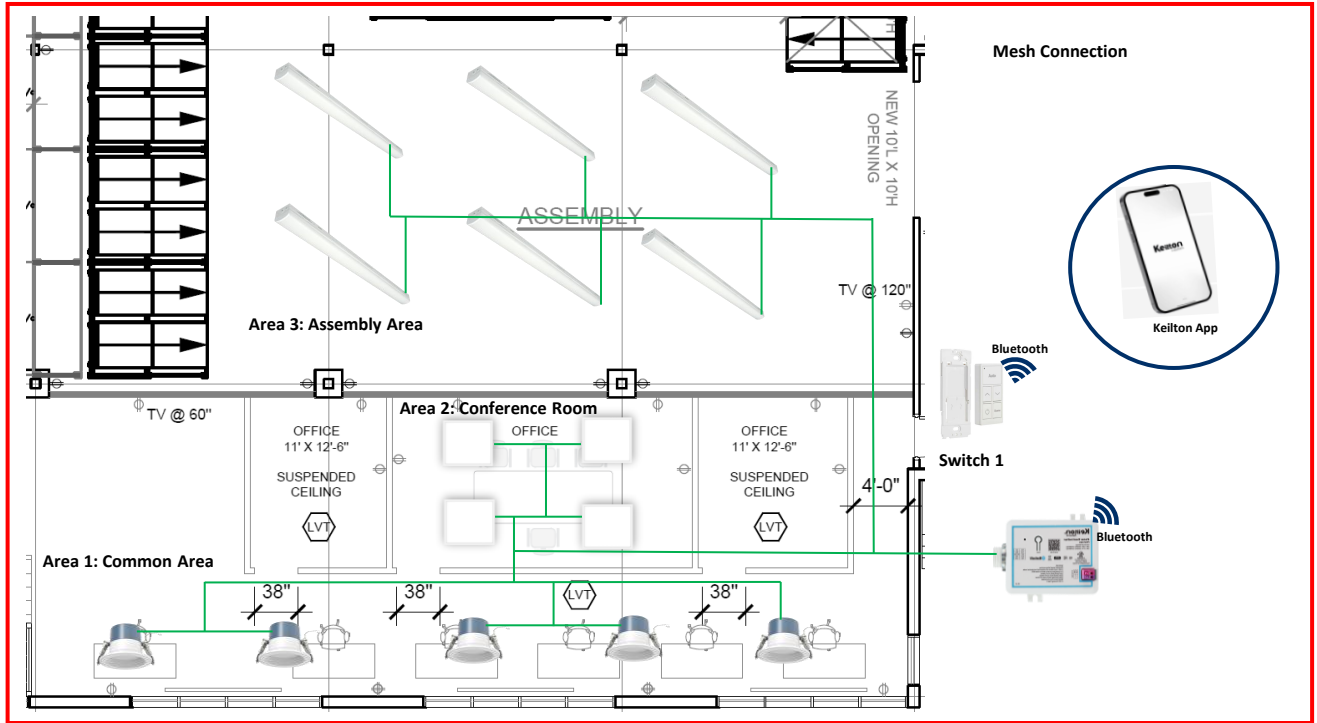 Mesh Connection
NEW 10'L X 10'H
OPENING
ASSEMBLY
Keilton
Keilton App
TV @ 120"
Area 3: Assembly Area
Bluetooth
TV @ 60"
Area 2: Conference Room
OFFICE
11' X 12'-6"
SUSPENDED
CEILING
LVT
OFFICE
OFFICE
11' X 12'-6"
SUSPENDED
CEILING
LVT
Switch 1
4'-0"
Keilton
Bluetooth
Area 1: Common Area
38"
38"
LVT
38"